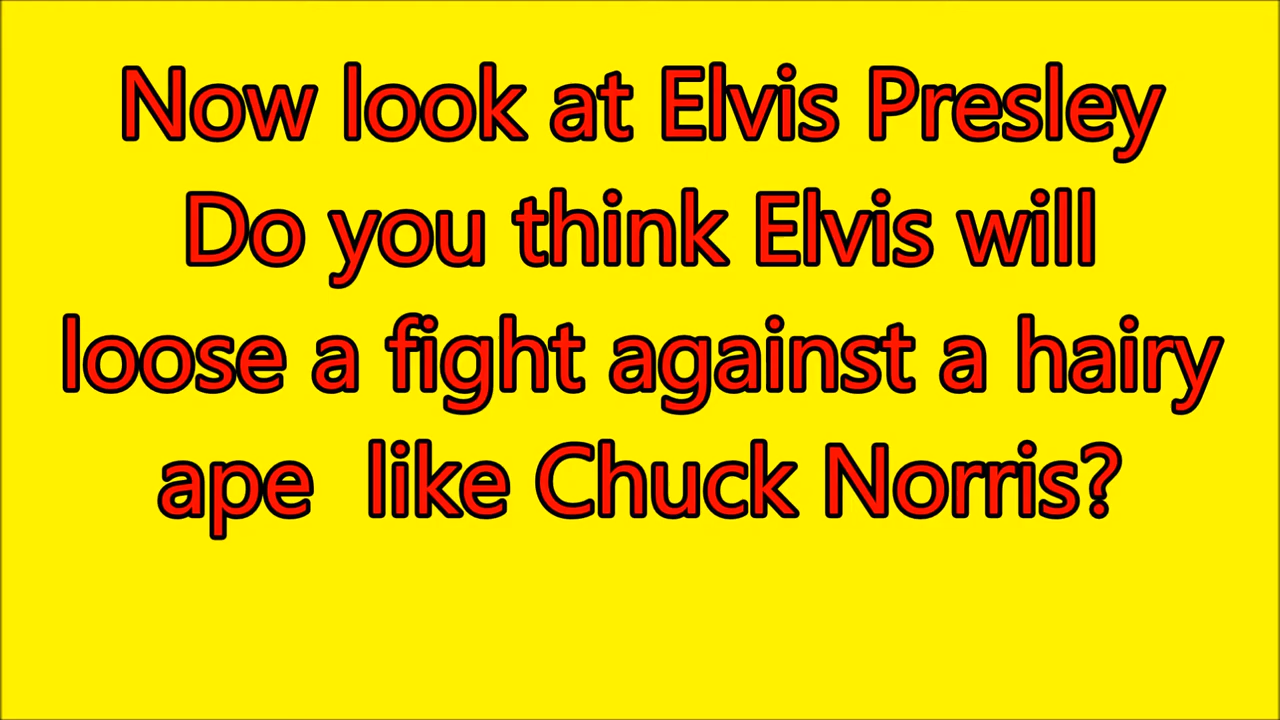 Now look at Elvis Presley
Do you think Elvis will
loose a fight against a hairy
ape  like Chuck Norris?